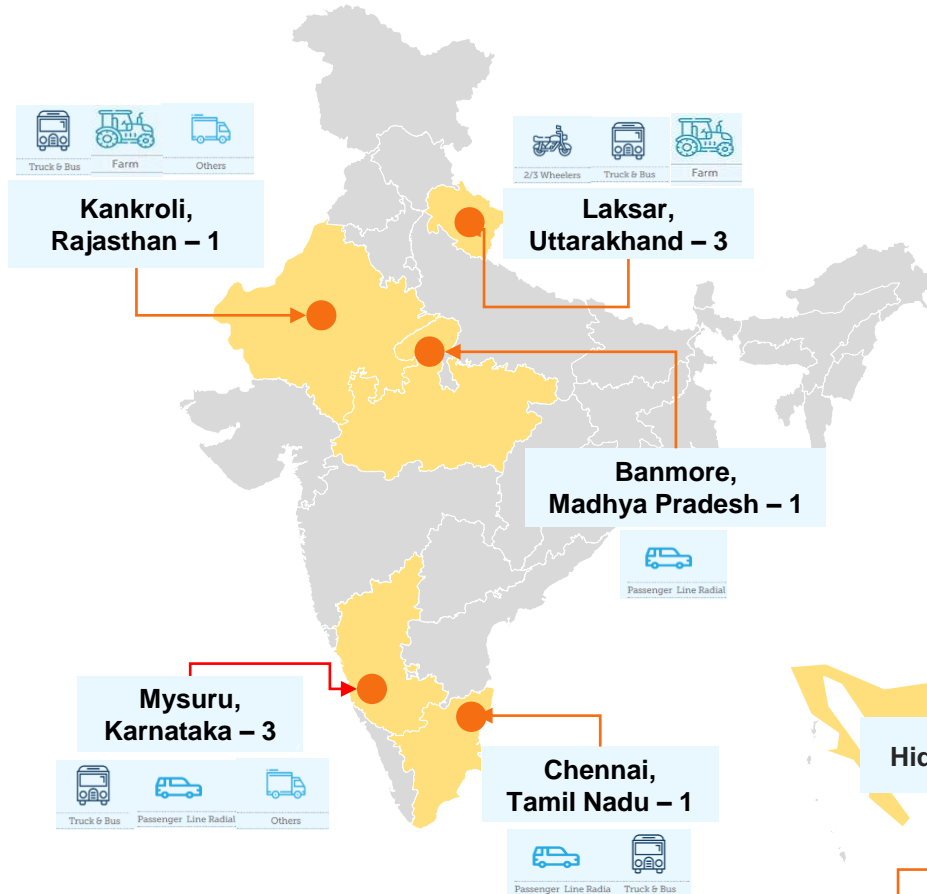 Truck & Bus
Farm
Others
Kankroli,
Rajasthan – 1
2/3 Wheelers
Truck & Bus
Farm
Laksar,
Uttarakhand – 3
Banmore,
Madhya Pradesh – 1
Passenger Line Radial
Mysuru,
Karnataka – 3
Truck & Bus
Passenger Line Radial
Others
Chennai,
Tamil Nadu – 1
Passenger Line Radia
Truck & Bus